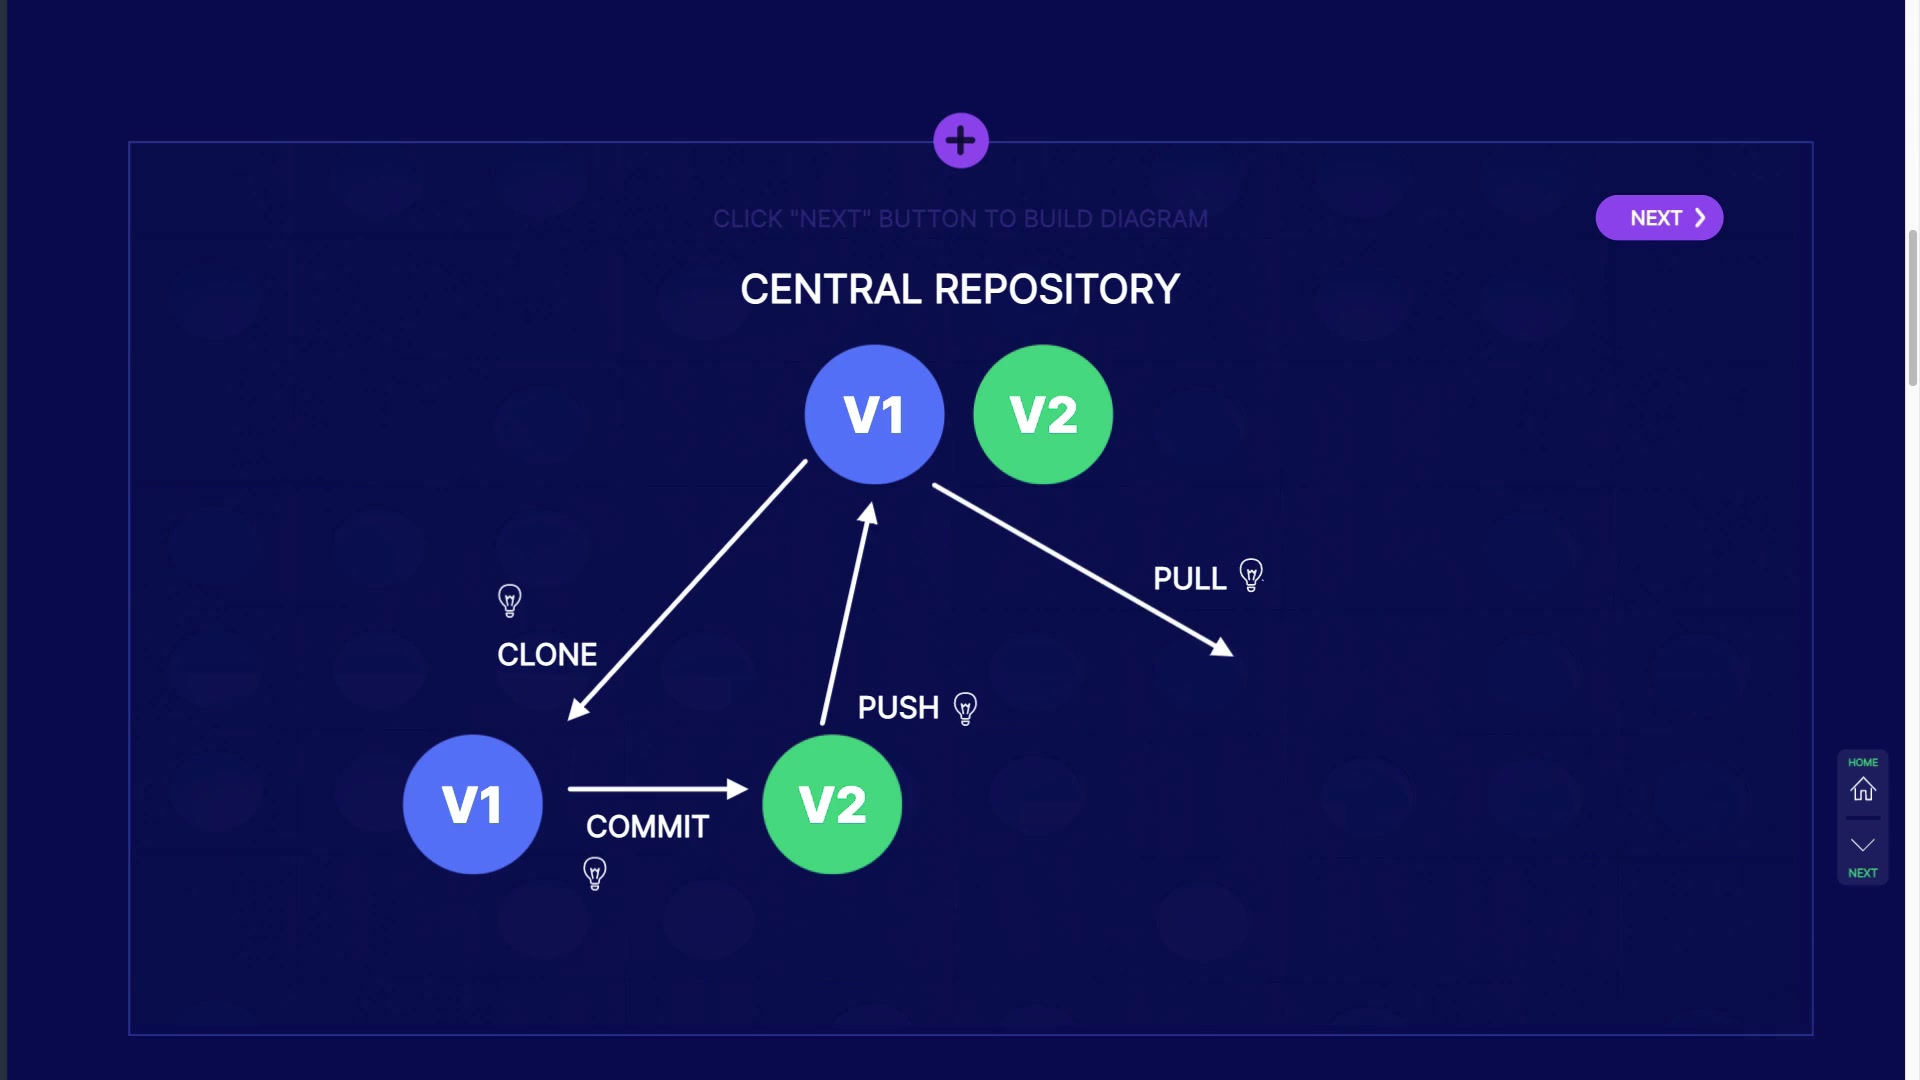 CLICK "NEXT" BUTTON TO BUILD DIAGRAM
NEXT
CENTRAL REPOSITORY
V1 V2
PULL
CLONE
PUSH
V1 V2
COMMIT
HOME
NEXT